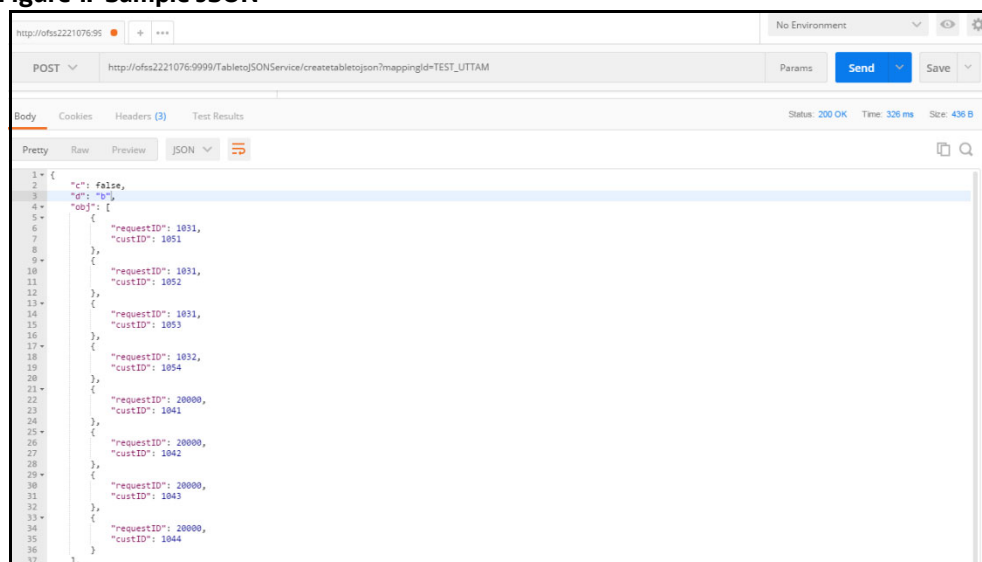 Figure 4. Sample JSON
http://ofss2221076:99
No Environment
POST http://ofss2221076:9999/TabletoJSONService/createtabletojson?mappingId=TEST_UTTAM Params Send Save
Body Cookies Headers (3) Test Results Status: 200 OK Time: 326 ms Size: 436 B
Pretty Raw Preview JSON
1 {
2 "c": false,
3 "d": "b",
4 "obj": [
5 {
6 "requestID": 1031,
7 "custID": 1051
8 },
9 {
10 "requestID": 1031,
11 "custID": 1052
12 },
13 {
14 "requestID": 1031,
15 "custID": 1053
16 },
17 {
18 "requestID": 1032,
19 "custID": 1054
20 },
21 {
22 "requestID": 20000,
23 "custID": 1041
24 },
25 {
26 "requestID": 20000,
27 "custID": 1042
28 },
29 {
30 "requestID": 20000,
31 "custID": 1043
32 },
33 {
34 "requestID": 20000,
35 "custID": 1044
36 }
37 ]